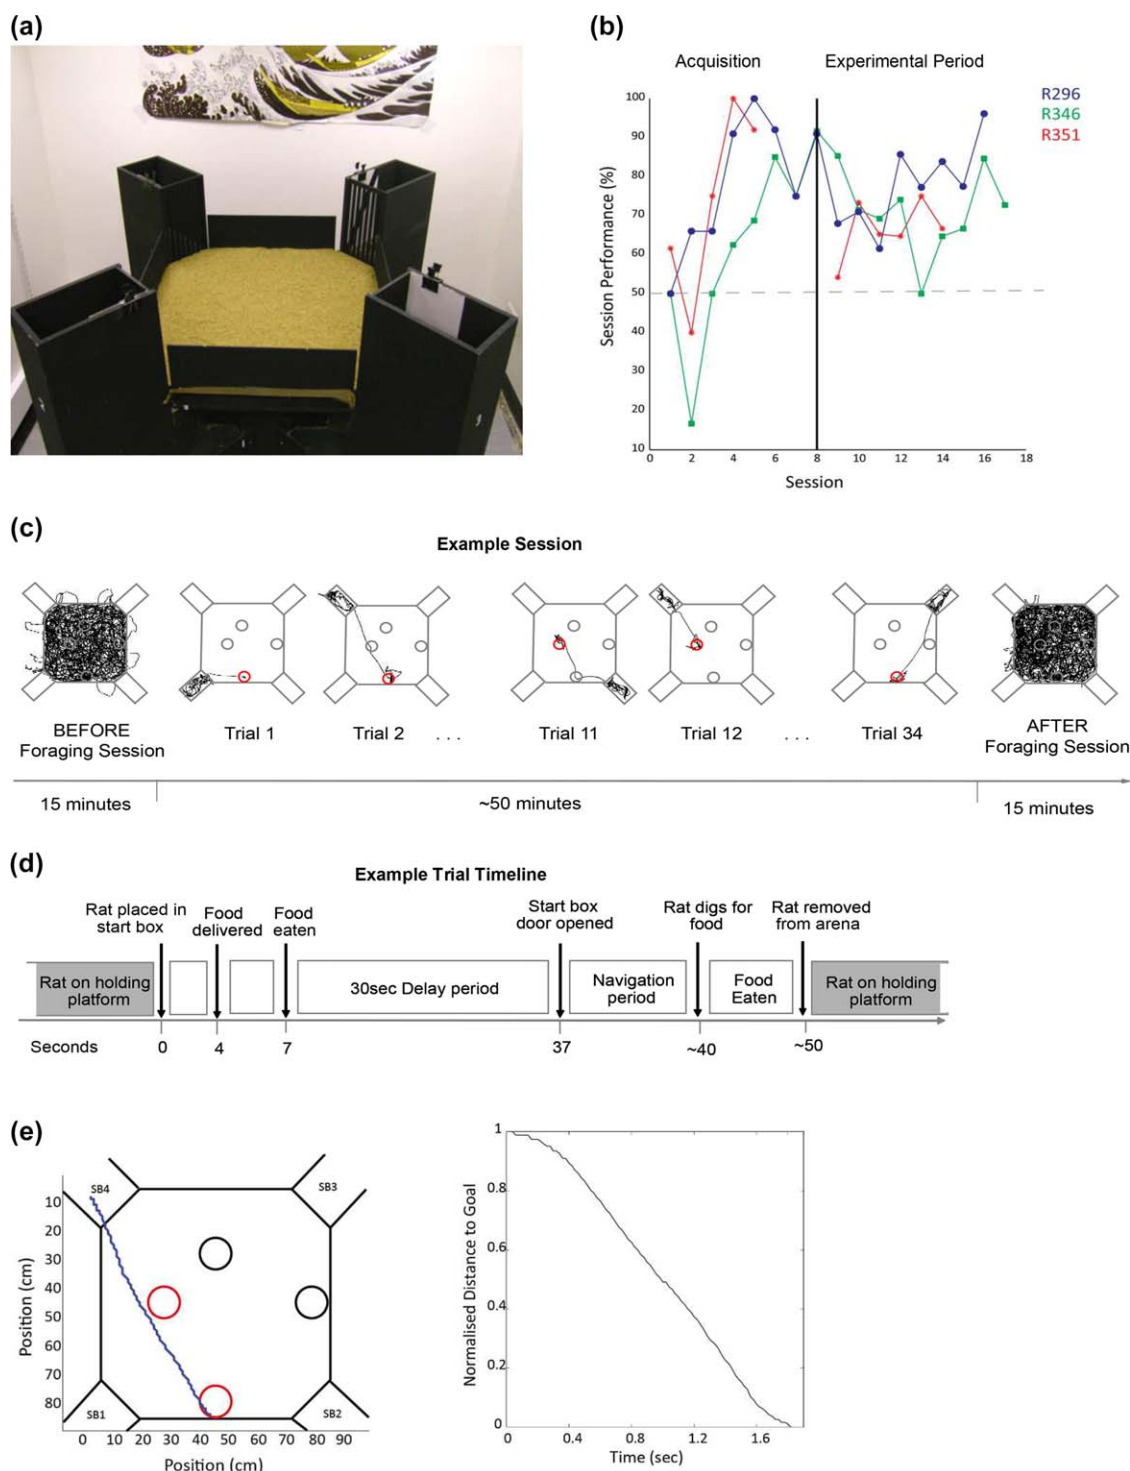 (a)
(b)
Acquisition
Experimental Period
R296
R346
R351
Session Performance (%)
100
90
80
70
60
50
40
30
20
10
0 2 4 6 8 10 12 14 16 18
Session
(c)
Example Session
BEFORE
Foraging Session
Trial 1
Trial 2
. . .
Trial 11
Trial 12
. . .
Trial 34
AFTER
Foraging Session
15 minutes
~50 minutes
15 minutes
(d)
Example Trial Timeline
Rat placed in
start box
Food
delivered
Food
eaten
Start box
door opened
Rat digs for
food
Rat removed
from arena
Rat on holding
platform
30sec Delay period
Navigation
period
Food
Eaten
Rat on holding
platform
Seconds
0 4 7 37 ~40 ~50
(e)
SB4
SB3
SB1
SB2
Position (cm)
10
20
30
40
50
60
70
80
0 10 20 30 40 50 60 70 80 90
Position (cm)
Normalised Distance to Goal
1
0.8
0.6
0.4
0.2
0
0 0.4 0.8 1.2 1.6
Time (sec)